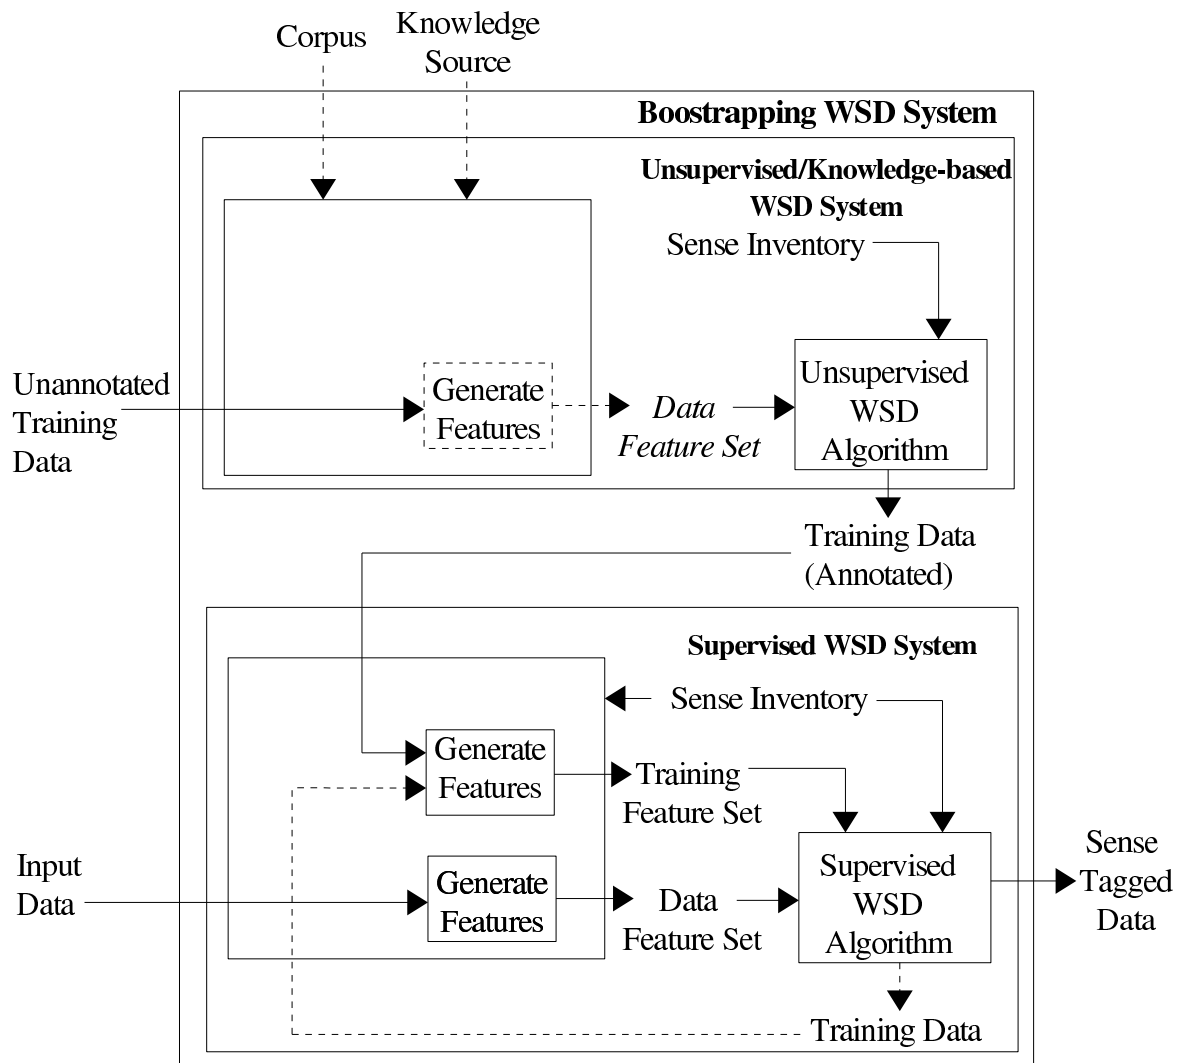 Corpus
Knowledge
Source
Boostrapping WSD System
Unsupervised/Knowledge-based
WSD System
Sense Inventory
Unannotated
Training
Data
Generate
Features
Data
Feature Set
Unsupervised
WSD
Algorithm
Training Data
(Annotated)
Supervised WSD System
Sense Inventory
Generate
Features
Training
Feature Set
Input
Data
Generate
Features
Data
Feature Set
Supervised
WSD
Algorithm
Sense
Tagged
Data
Training Data